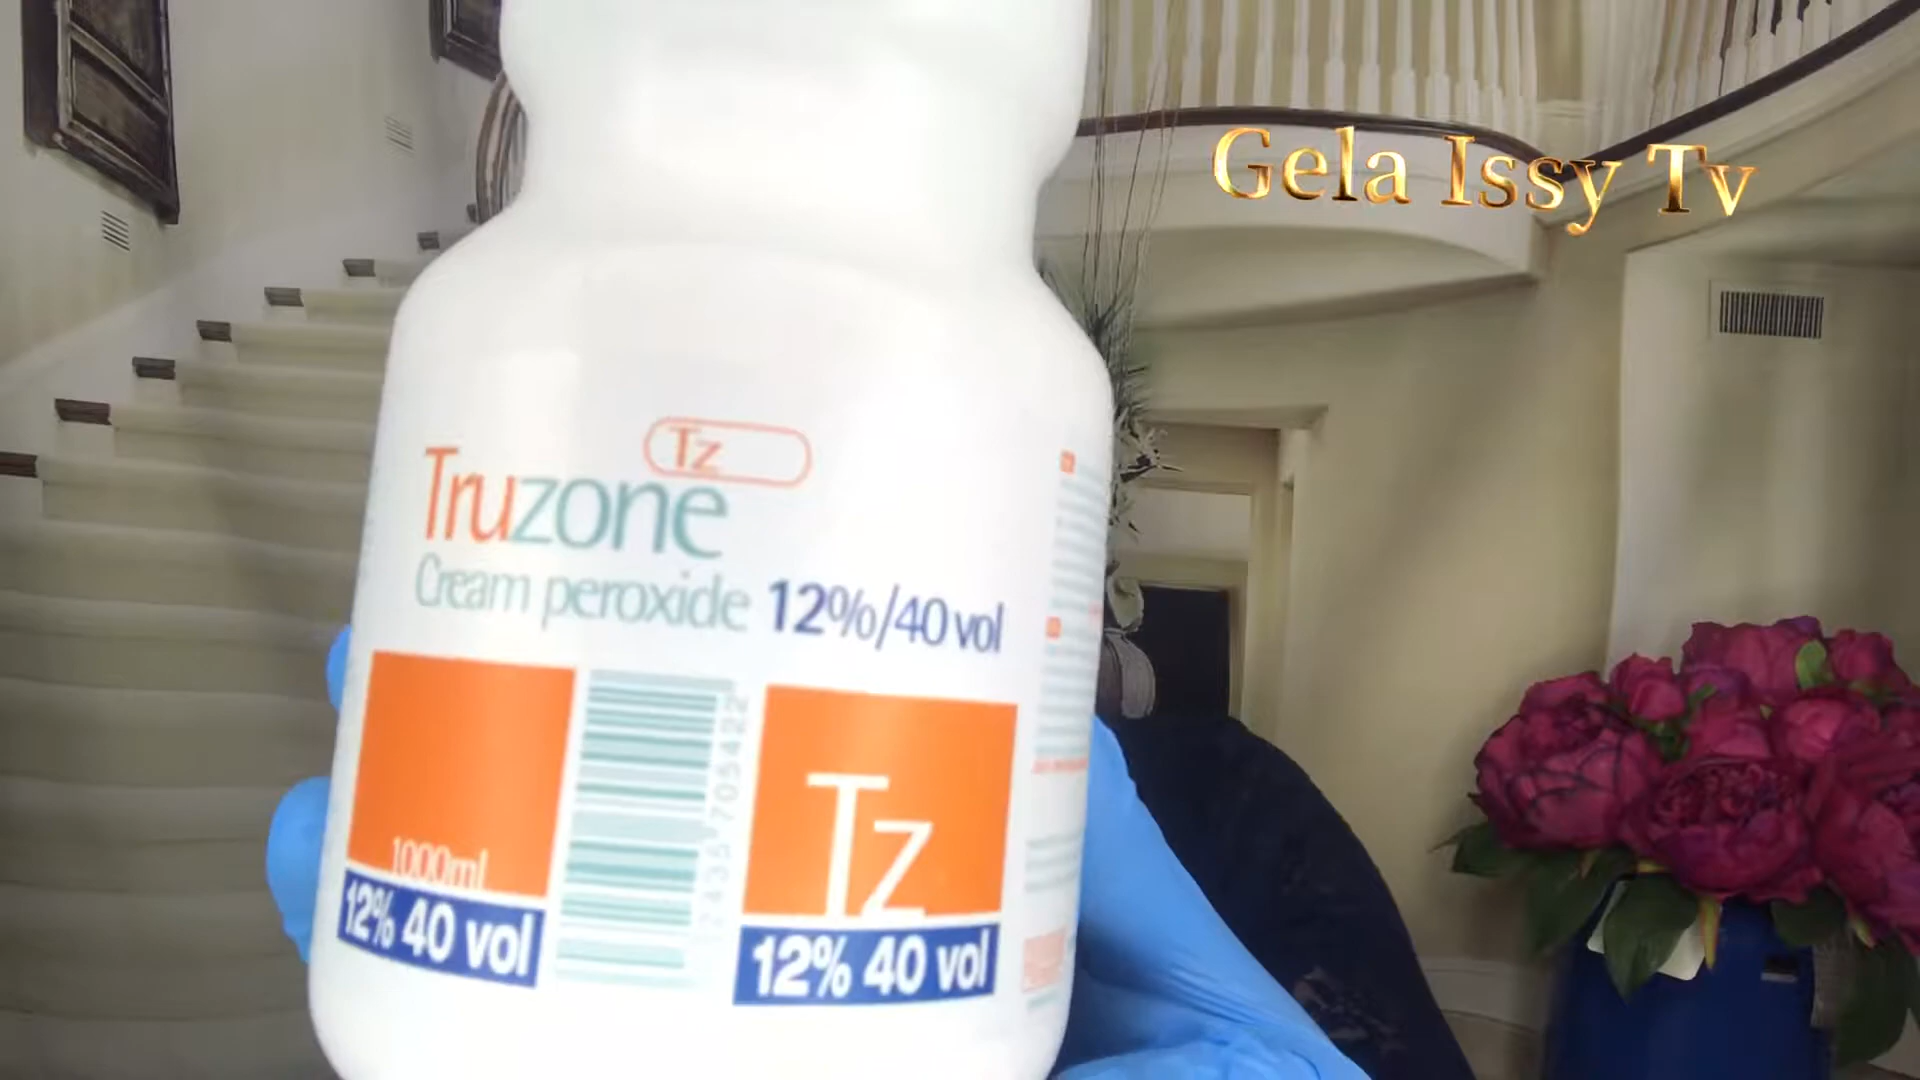 Gela Issy Tv
Tz
Truzone
Cream peroxide 12%/40 vol
1000ml
12% 40 vol
Tz
12% 40 vol